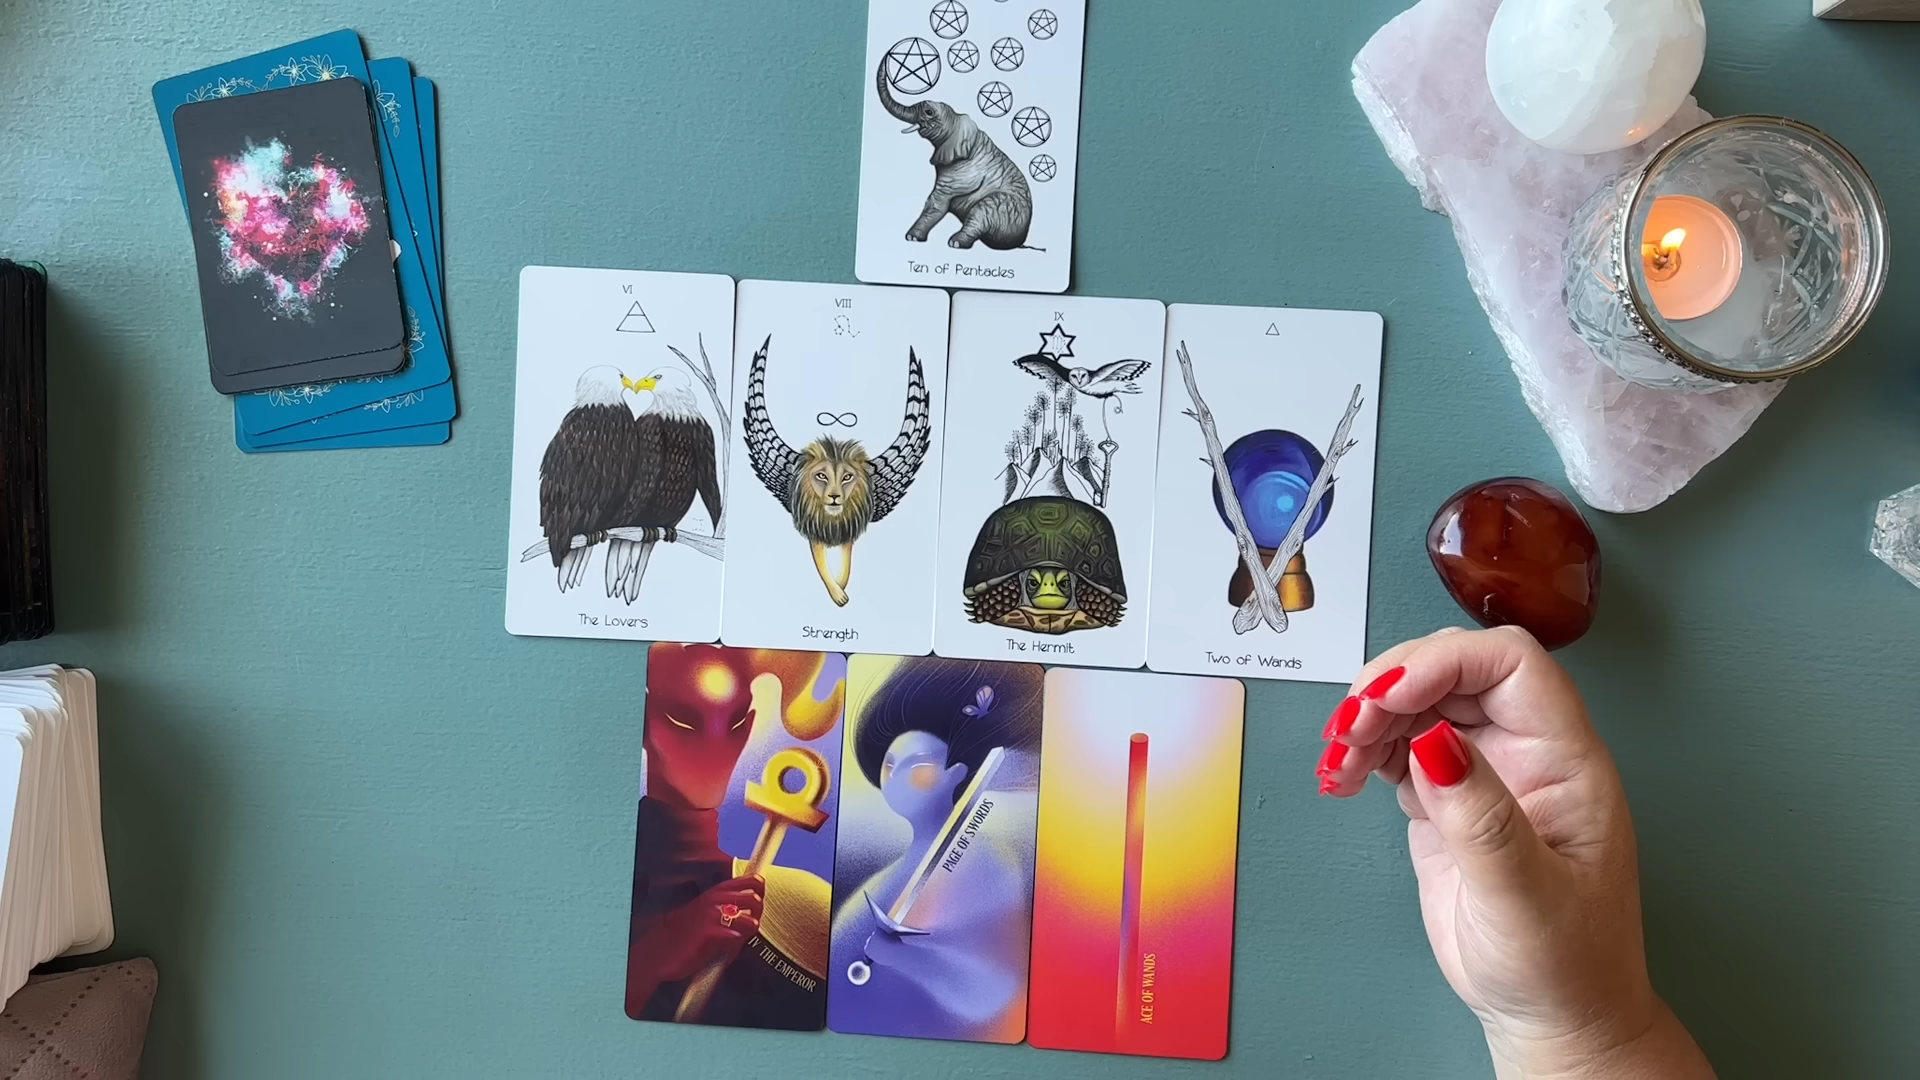 Ten of Pentacles
VI
The Lovers
VIII
Strength
IX
The Hermit
Two of Wands
IV THE EMPEROR
PAGE OF SWORDS
ACE OF WANDS